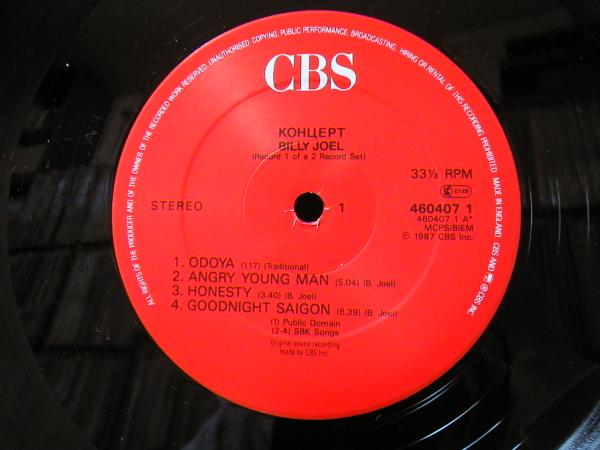 ALL RIGHTS OF THE PRODUCER AND OF THE OWNER OF THE RECORDED WORK RESERVED. UNAUTHORISED COPYING, PUBLIC PERFORMANCE, BROADCASTING, HIRING OR RENTAL OF THIS RECORDING PROHIBITED. MADE IN ENGLAND. CBS AND ℗ CBS INC.
CBS
КОНЦЕРТ
BILLY JOEL
(Record 1 of a 2 Record Set)
33⅓ RPM
0149
STEREO
1
460407 1
460407 1 A*
MCPS/BIEM
℗ 1987 CBS Inc.
1. ODOYA (1.17) (Traditional)
2. ANGRY YOUNG MAN (5.04) (B. Joel)
3. HONESTY (3.40) (B. Joel)
4. GOODNIGHT SAIGON (6.39) (B. Joel)
(1) Public Domain
(2-4) SBK Songs
Original sound recording
made by CBS Inc.